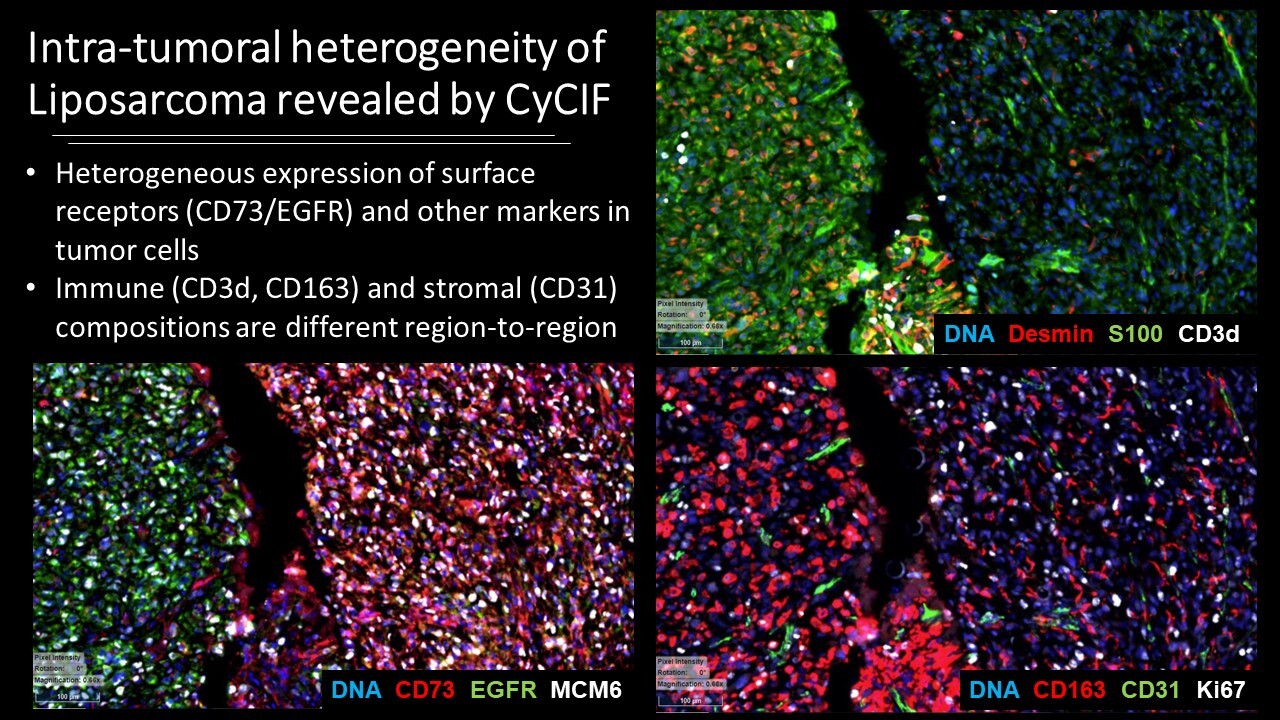 Intra-tumoral heterogeneity of
Liposarcoma revealed by CyCIF
• Heterogeneous expression of surface
receptors (CD73/EGFR) and other markers in
tumor cells
• Immune (CD3d, CD163) and stromal (CD31)
compositions are different region-to-region
Pixel Intensity
Rotation: 0°
Magnification: 0.66x
100 µm
DNA Desmin S100 CD3d
Pixel Intensity
Rotation: 0°
Magnification: 0.66x
100 µm
DNA CD73 EGFR MCM6
Pixel Intensity
Rotation: 0°
Magnification: 0.66x
100 µm
DNA CD163 CD31 Ki67